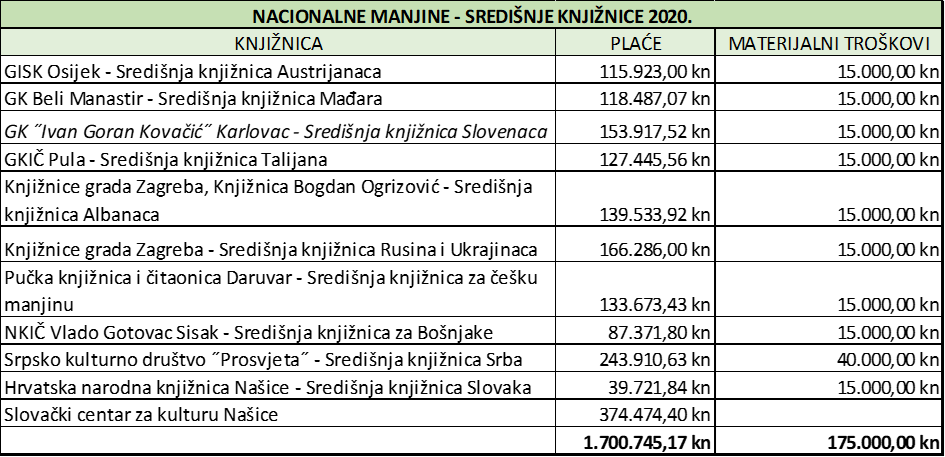 NACIONALNE MANJINE - SREDIŠNJE KNJIŽNICE 2020.
KNJIŽNICA PLAĆE MATERIJALNI TROŠKOVI
GISK Osijek - Središnja knjižnica Austrijanaca 115.923,00 kn 15.000,00 kn
GK Beli Manastir - Središnja knjižnica Mađara 118.487,07 kn 15.000,00 kn
GK ˝Ivan Goran Kovačić˝ Karlovac - Središnja knjižnica Slovenaca 153.917,52 kn 15.000,00 kn
GKIČ Pula - Središnja knjižnica Talijana 127.445,56 kn 15.000,00 kn
Knjižnice grada Zagreba, Knjižnica Bogdan Ogrizović - Središnja
knjižnica Albanaca 139.533,92 kn 15.000,00 kn
Knjižnice grada Zagreba - Središnja knjižnica Rusina i Ukrajinaca 166.286,00 kn 15.000,00 kn
Pučka knjižnica i čitaonica Daruvar - Središnja knjižnica za češku
manjinu 133.673,43 kn 15.000,00 kn
NKIČ Vlado Gotovac Sisak - Središnja knjižnica za Bošnjake 87.371,80 kn 15.000,00 kn
Srpsko kulturno društvo ˝Prosvjeta˝ - Središnja knjižnica Srba 243.910,63 kn 40.000,00 kn
Hrvatska narodna knjižnica Našice - Središnja knjižnica Slovaka 39.721,84 kn 15.000,00 kn
Slovački centar za kulturu Našice 374.474,40 kn
1.700.745,17 kn 175.000,00 kn